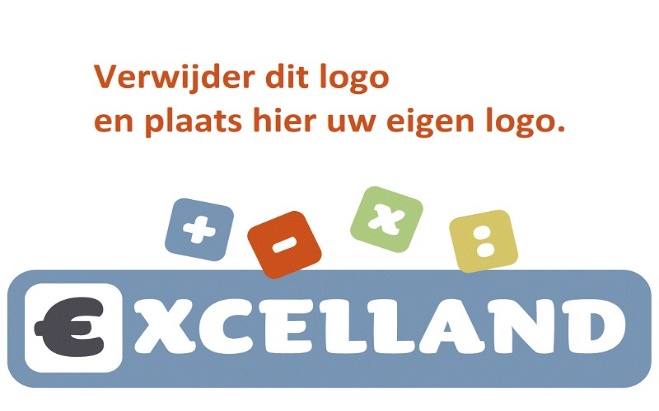 Verwijder dit logo
en plaats hier uw eigen logo.
+ - x :
€XCELLAND